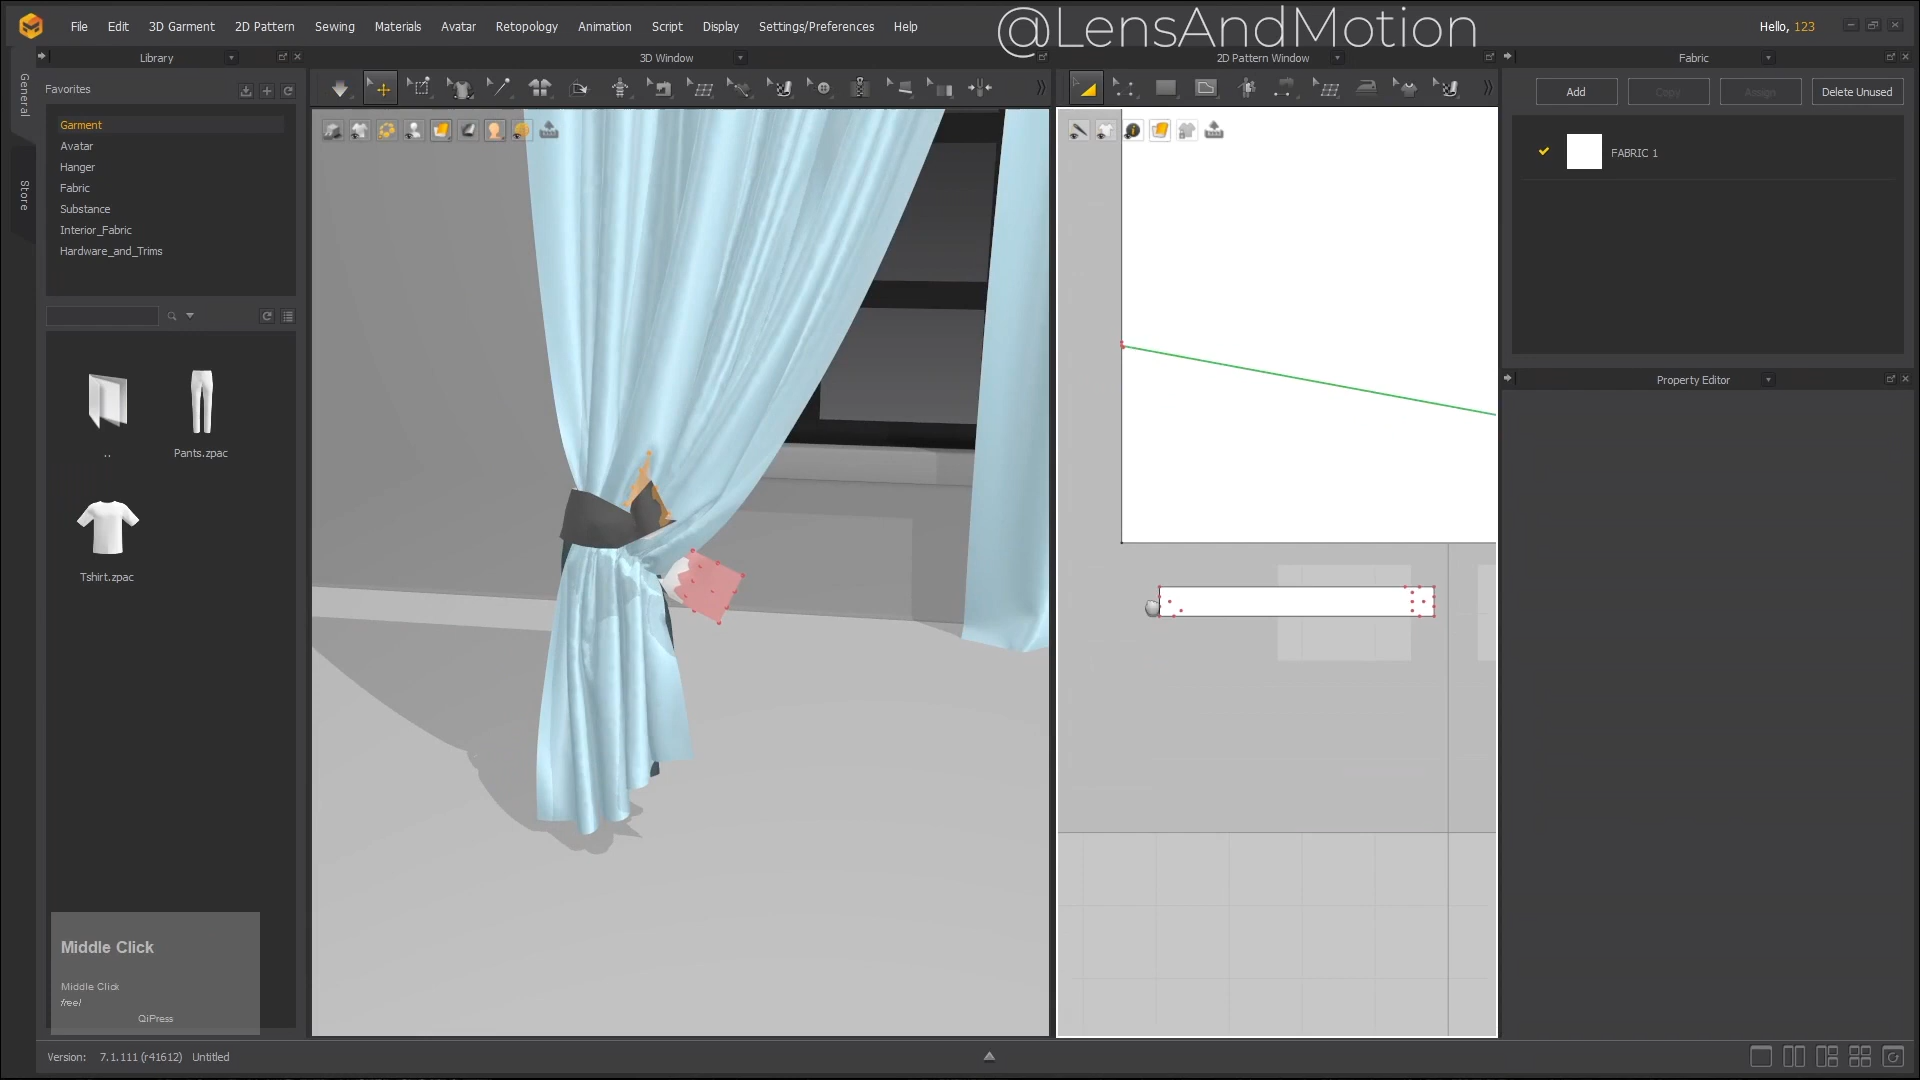 File Edit 3D Garment 2D Pattern Sewing Materials Avatar Retopology Animation Script Display Settings/Preferences Help
@LensAndMotion
Hello, 123
Library
3D Window
2D Pattern Window
Fabric
General
Store
Favorites
Garment
Avatar
Hanger
Fabric
Substance
Interior_Fabric
Hardware_and_Trims
..
Pants.zpac
Tshirt.zpac
Add Copy Assign Delete Unused
FABRIC 1
Property Editor
Middle Click
Middle Click
free!
QiPress
Version: 7.1.111 (r41612) Untitled